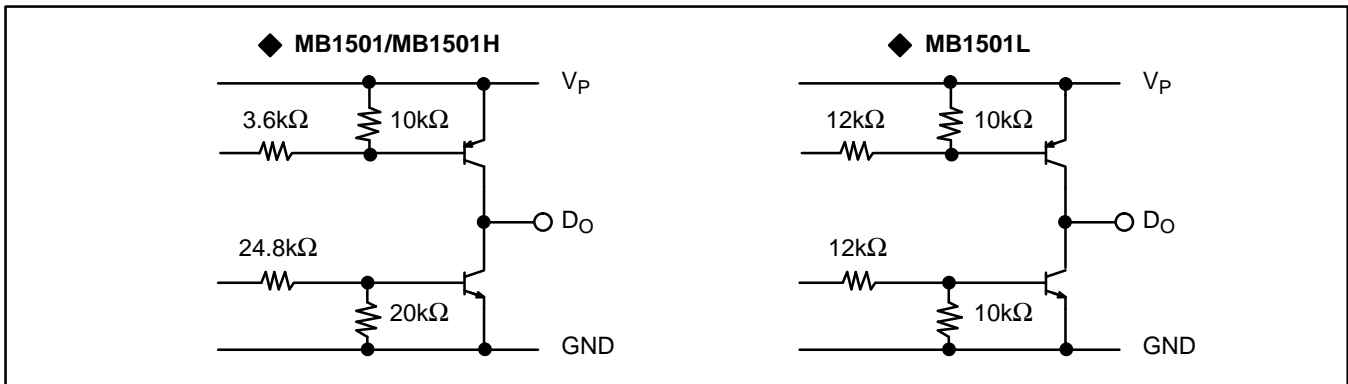 ◆ MB1501/MB1501H
V_P
3.6kΩ
10kΩ
D_O
24.8kΩ
20kΩ
GND
◆ MB1501L
V_P
12kΩ
10kΩ
D_O
12kΩ
10kΩ
GND